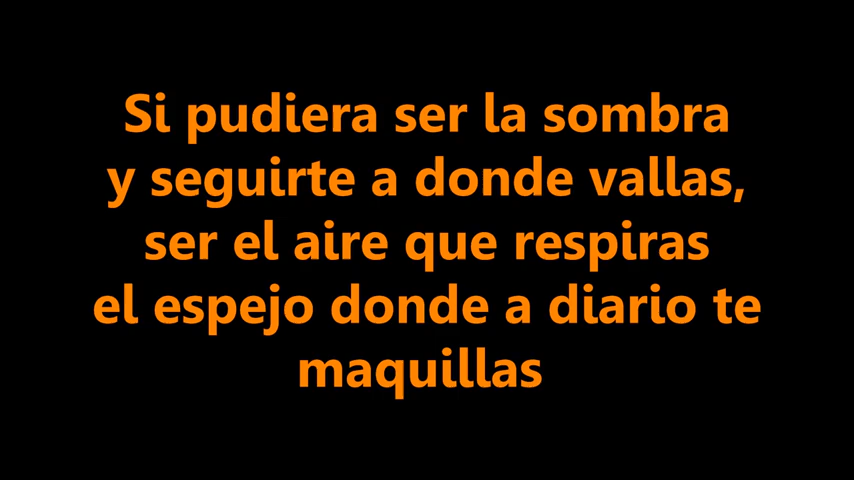 Si pudiera ser la sombra
y seguirte a donde vallas,
ser el aire que respiras
el espejo donde a diario te
maquillas